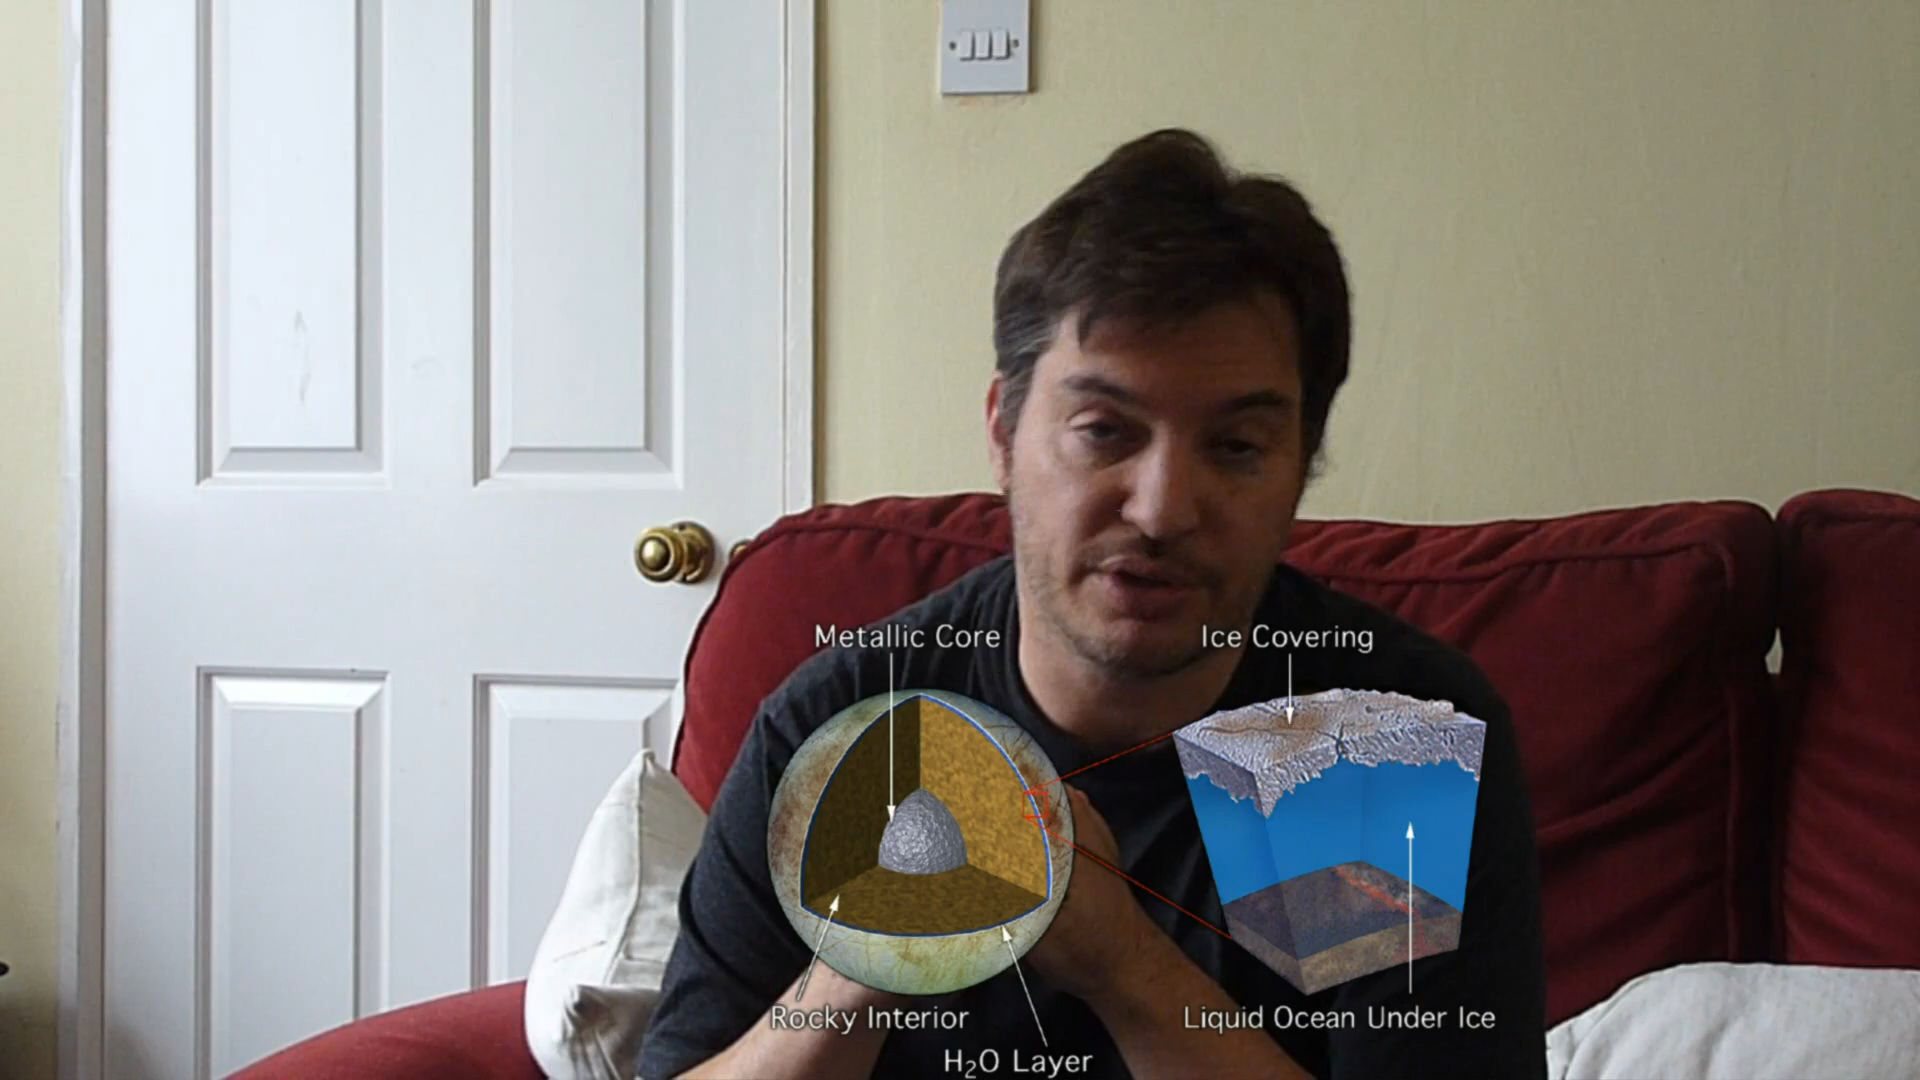 Metallic Core
Ice Covering
Rocky Interior
Liquid Ocean Under Ice
H₂O Layer